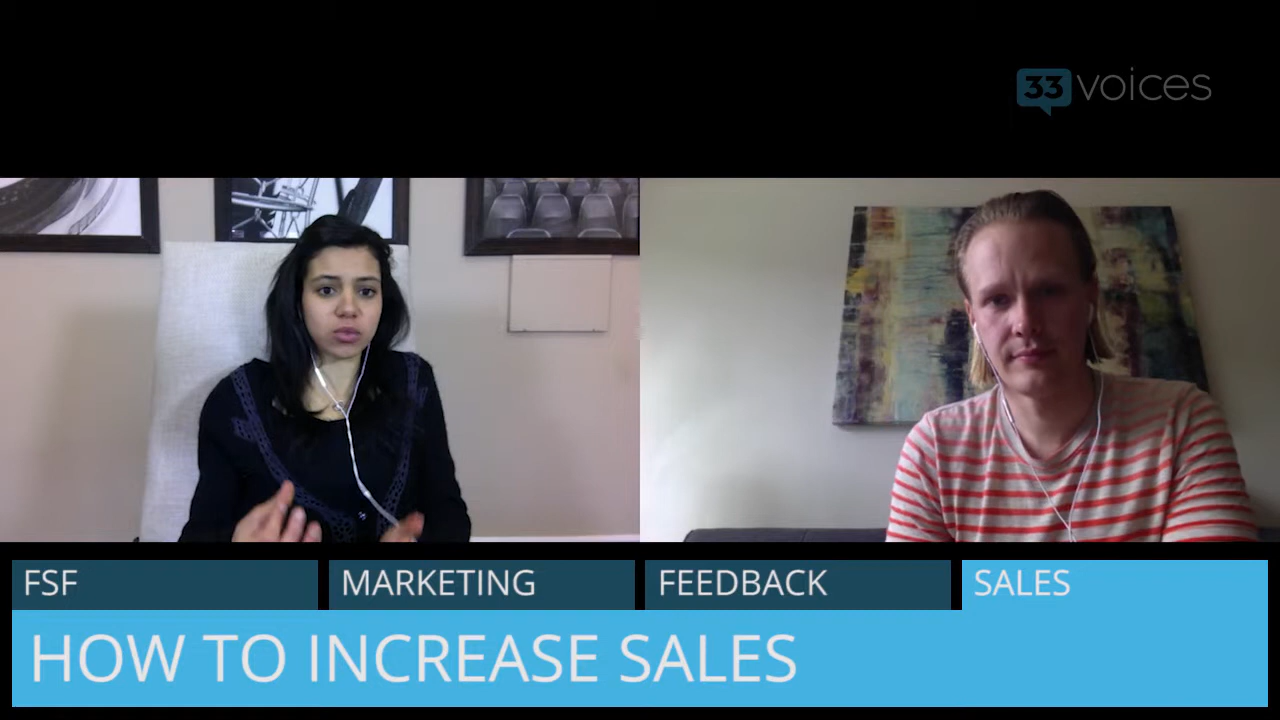 33voices
FSF
MARKETING
FEEDBACK
SALES
HOW TO INCREASE SALES